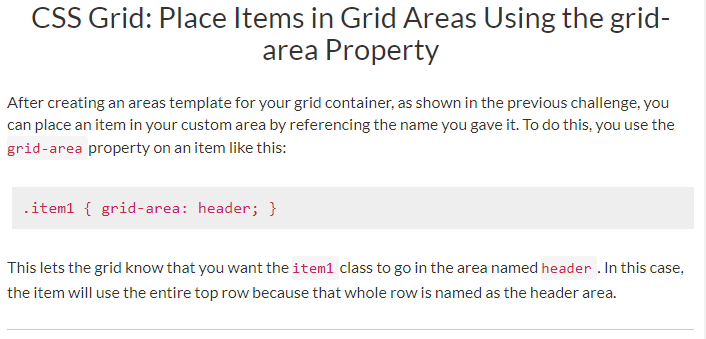 CSS Grid: Place Items in Grid Areas Using the grid-
area Property
After creating an areas template for your grid container, as shown in the previous challenge, you
can place an item in your custom area by referencing the name you gave it. To do this, you use the
grid-area property on an item like this:
.item1 { grid-area: header; }
This lets the grid know that you want the item1 class to go in the area named header . In this case,
the item will use the entire top row because that whole row is named as the header area.